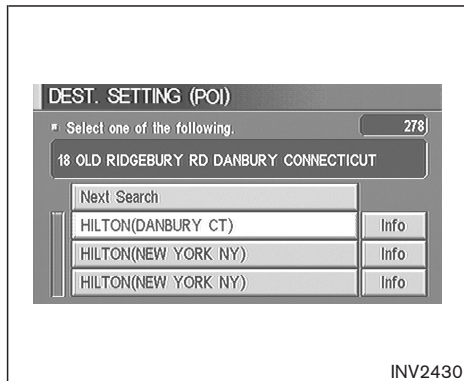 DEST. SETTING (POI)
Select one of the following.
278
18 OLD RIDGEBURY RD DANBURY CONNECTICUT
Next Search
HILTON(DANBURY CT)
Info
HILTON(NEW YORK NY)
Info
HILTON(NEW YORK NY)
Info
INV2430